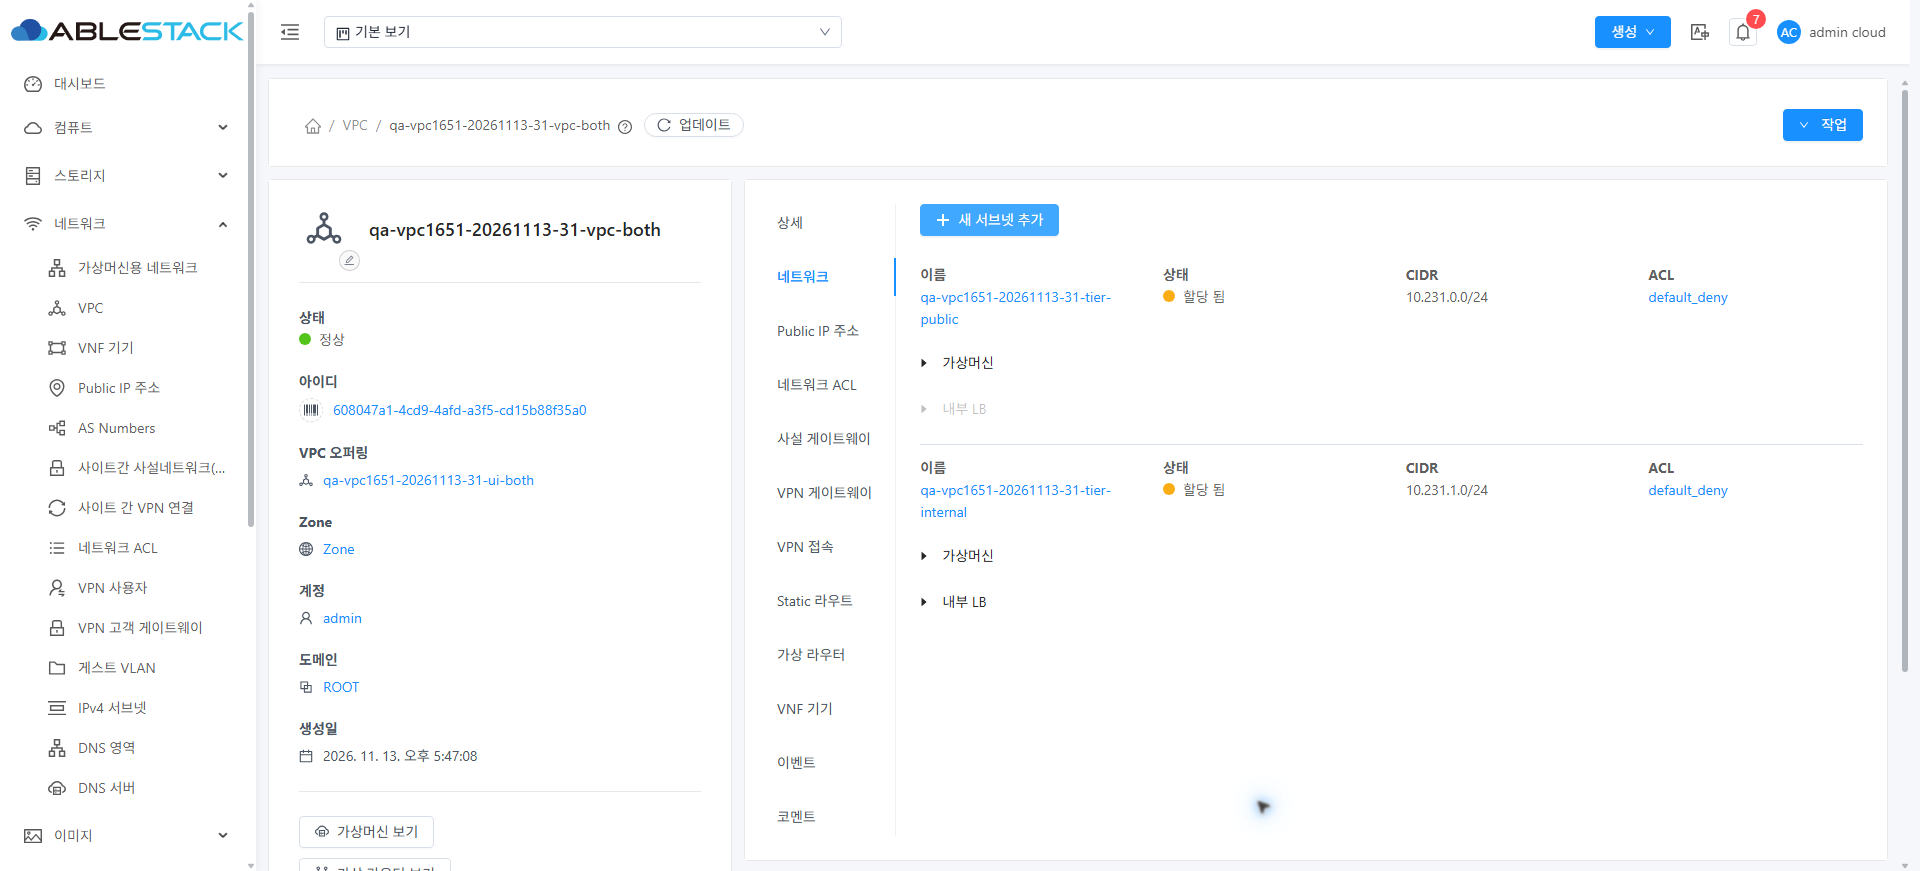 ABLESTACK
기본 보기
생성
7
AC
admin cloud
대시보드
컴퓨트
스토리지
네트워크
가상머신용 네트워크
VPC
VNF 기기
Public IP 주소
AS Numbers
사이트간 사설네트워크(...
사이트 간 VPN 연결
네트워크 ACL
VPN 사용자
VPN 고객 게이트웨이
게스트 VLAN
IPv4 서브넷
DNS 영역
DNS 서버
이미지
/ VPC / qa-vpc1651-20261113-31-vpc-both
업데이트
작업
qa-vpc1651-20261113-31-vpc-both
상태
정상
아이디
608047a1-4cd9-4afd-a3f5-cd15b88f35a0
VPC 오퍼링
qa-vpc1651-20261113-31-ui-both
Zone
Zone
계정
admin
도메인
ROOT
생성일
2026. 11. 13. 오후 5:47:08
가상머신 보기
가상 라우터 보기
상세
네트워크
Public IP 주소
네트워크 ACL
사설 게이트웨이
VPN 게이트웨이
VPN 접속
Static 라우트
가상 라우터
VNF 기기
이벤트
코멘트
새 서브넷 추가
이름 상태 CIDR ACL
qa-vpc1651-20261113-31-tier-public 할당 됨 10.231.0.0/24 default_deny
가상머신
내부 LB
이름 상태 CIDR ACL
qa-vpc1651-20261113-31-tier-internal 할당 됨 10.231.1.0/24 default_deny
가상머신
내부 LB